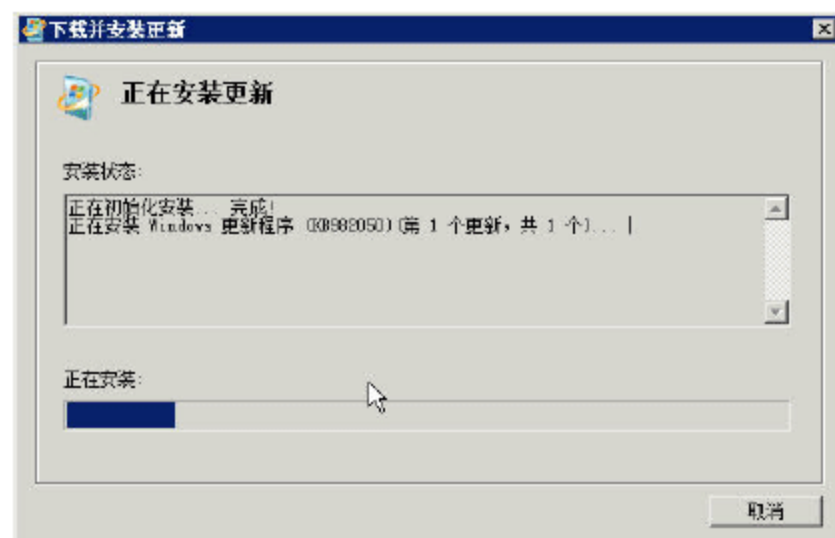 下载并安装更新
正在安装更新
安装状态:
正在初始化安装... 完成!
正在安装 Windows 更新程序 (KB982050) (第 1 个更新, 共 1 个)...
正在安装:
取消